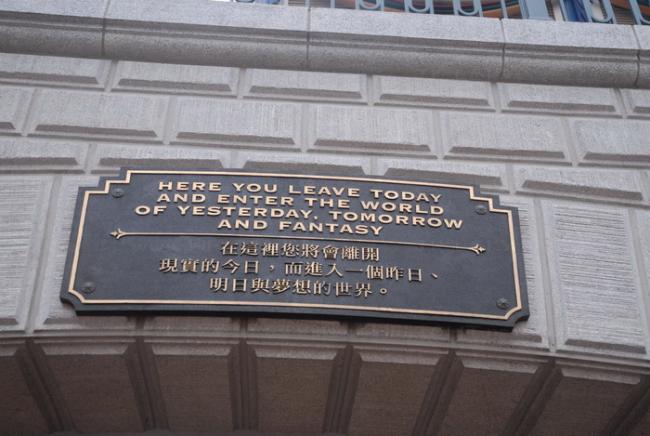 HERE YOU LEAVE TODAY
AND ENTER THE WORLD
OF YESTERDAY, TOMORROW
AND FANTASY
在這裡您將會離開
現實的今日，而進入一個昨日、
明日與夢想的世界。